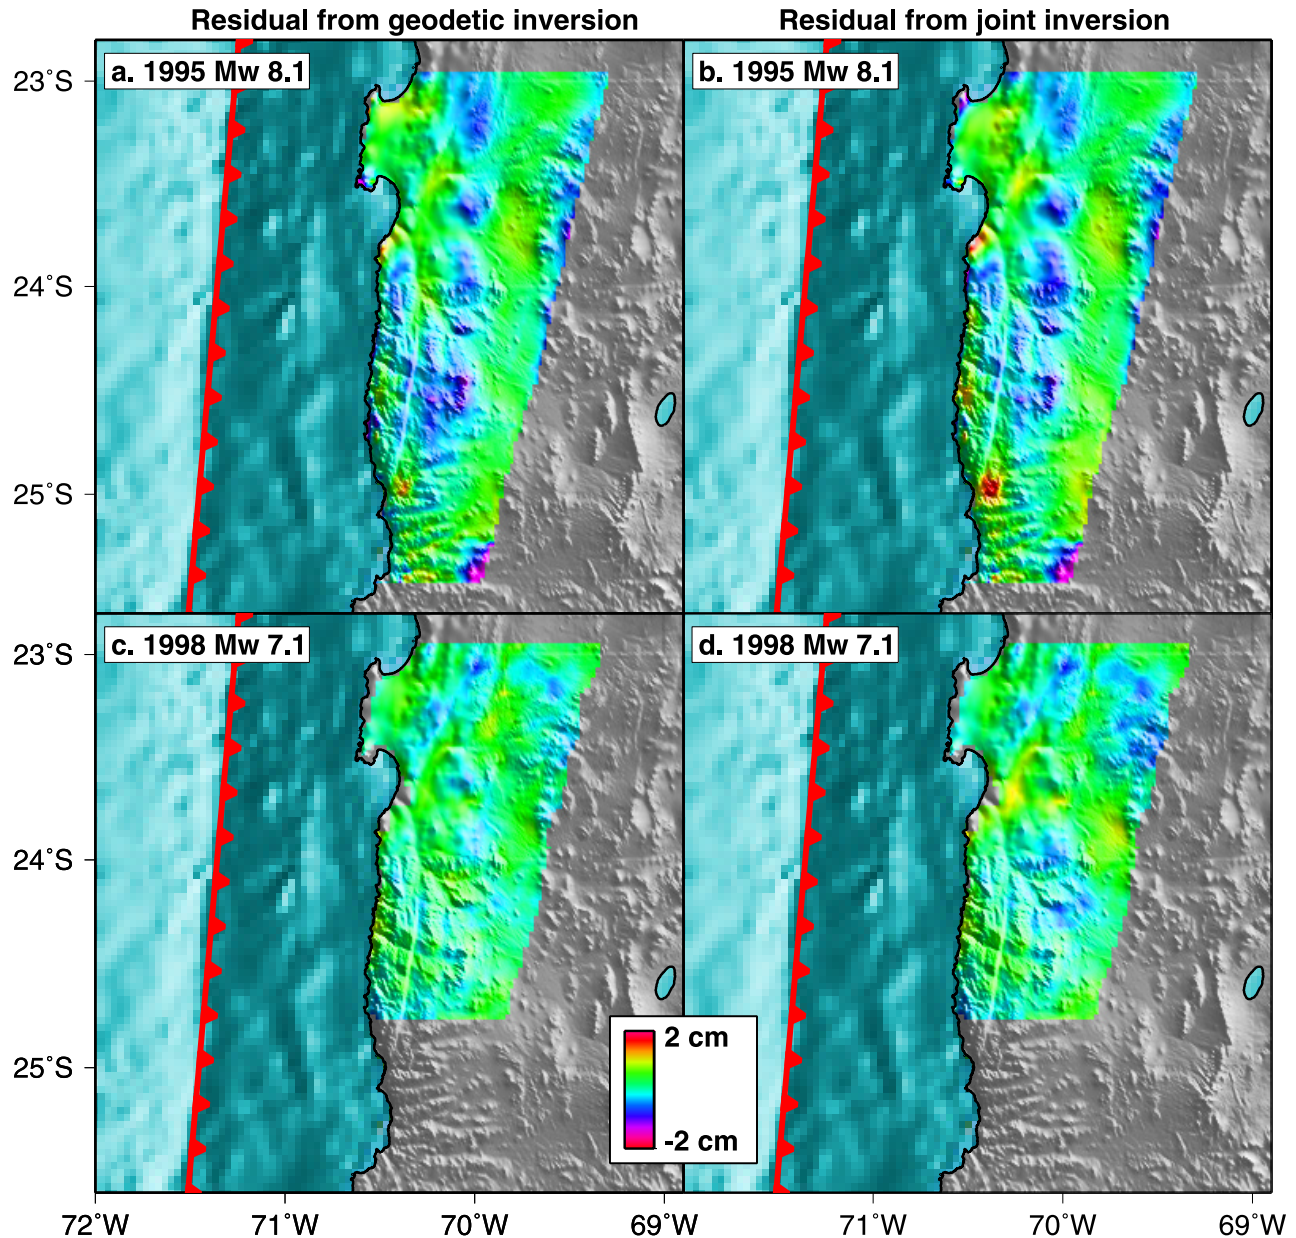 Residual from geodetic inversion
Residual from joint inversion
a. 1995 Mw 8.1
b. 1995 Mw 8.1
23˚S
24˚S
25˚S
c. 1998 Mw 7.1
d. 1998 Mw 7.1
23˚S
24˚S
25˚S
2 cm
-2 cm
72˚W
71˚W
70˚W
69˚W
71˚W
70˚W
69˚W